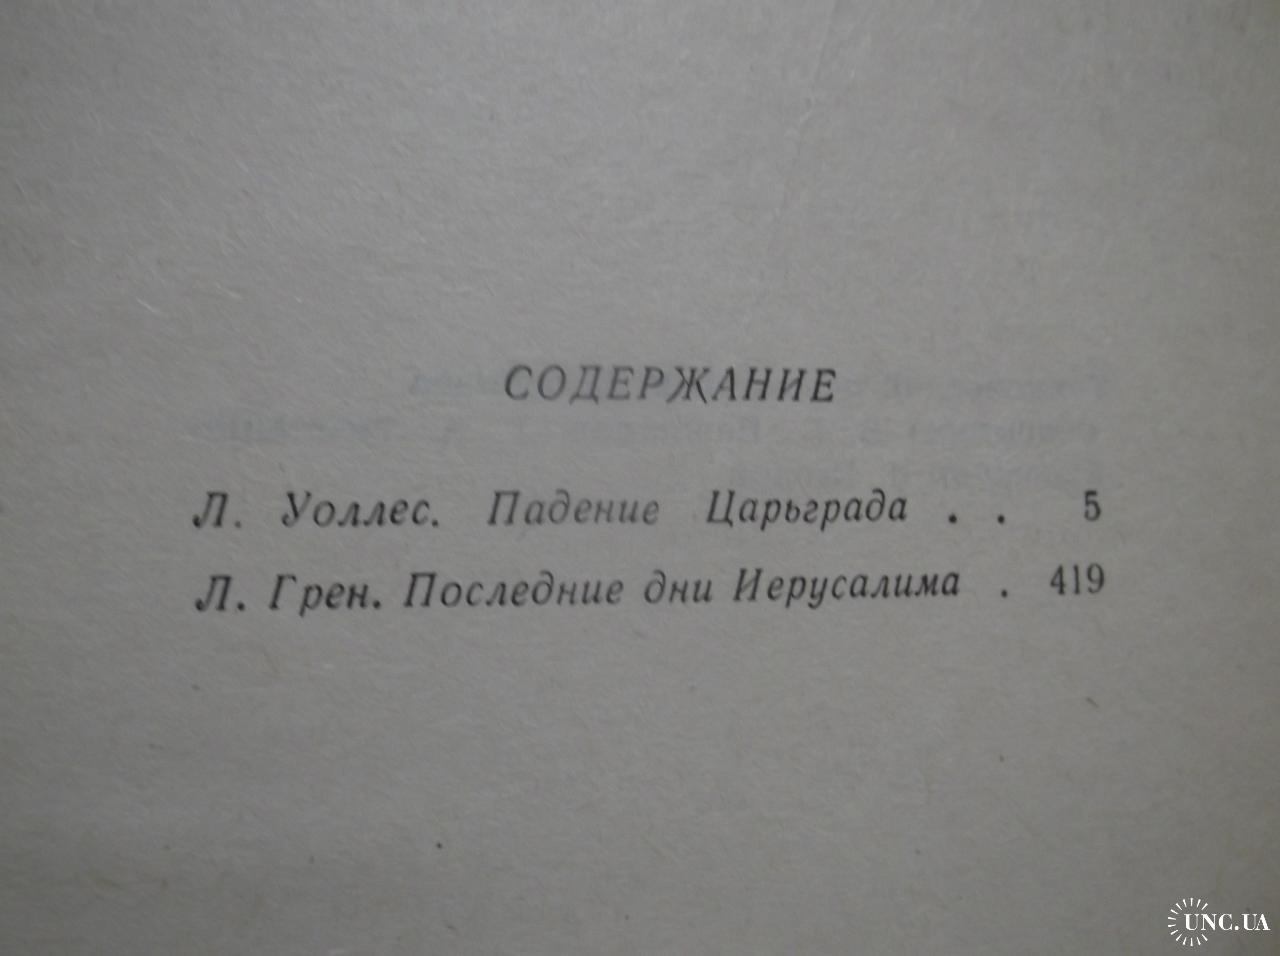 СОДЕРЖАНИЕ
Л. Уоллес. Падение Царьграда . . 5
Л. Грен. Последние дни Иерусалима . 419
UNC.UA